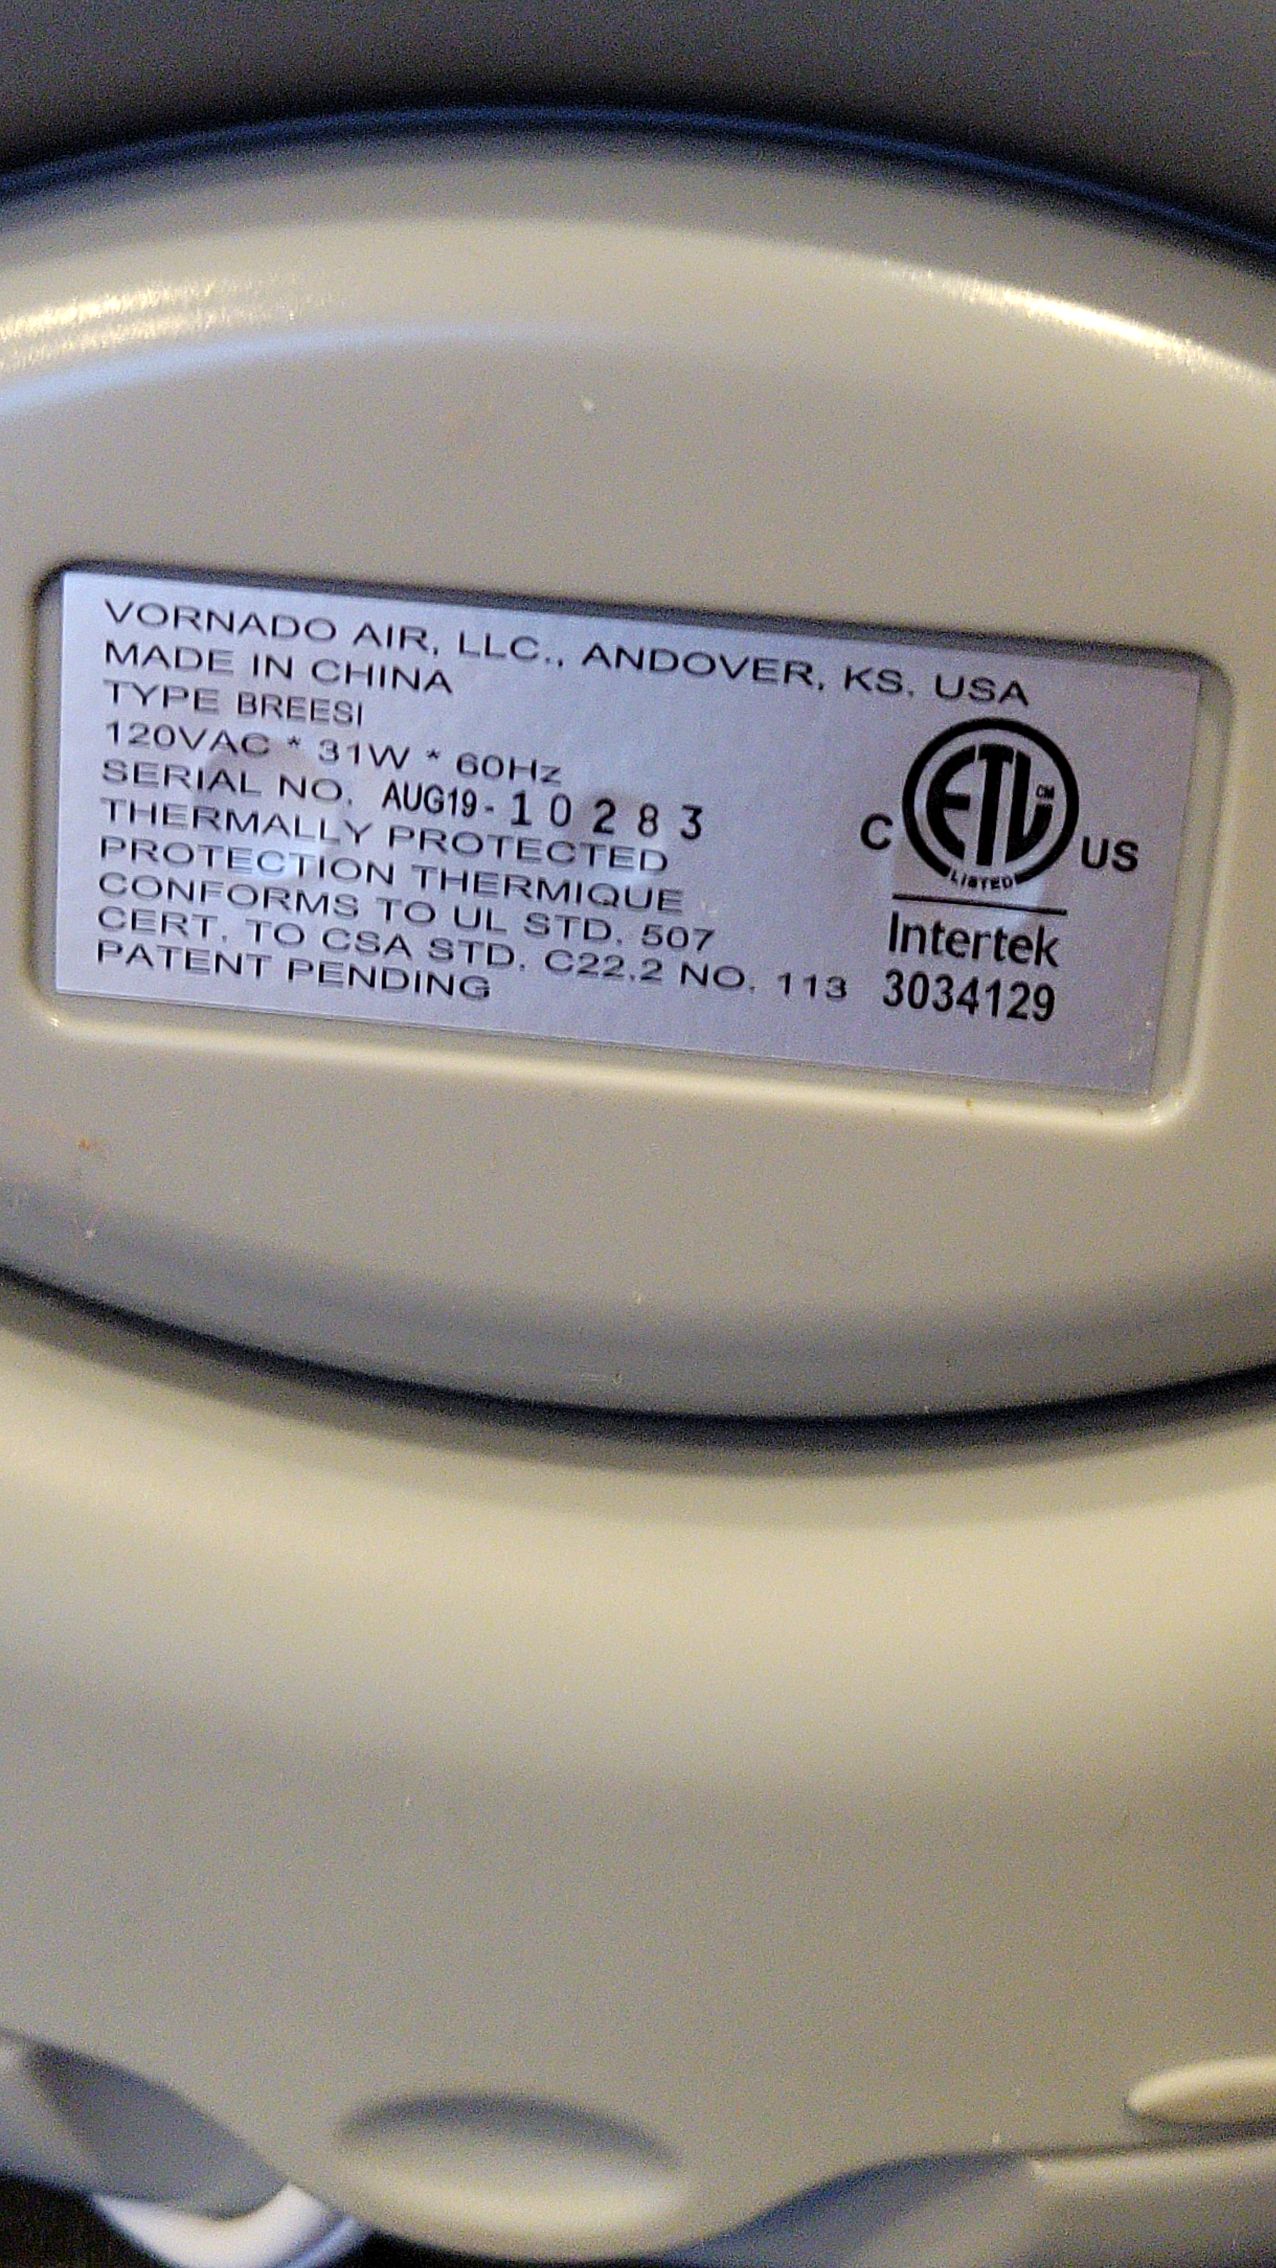 VORNADO AIR, LLC., ANDOVER, KS. USA
MADE IN CHINA
TYPE BREESI
120VAC * 31W * 60Hz
SERIAL NO. AUG19-10283
THERMALLY PROTECTED
PROTECTION THERMIQUE
CONFORMS TO UL STD. 507
CERT. TO CSA STD. C22.2 NO. 113
PATENT PENDING
C ETL CM US
LISTED
Intertek
3034129